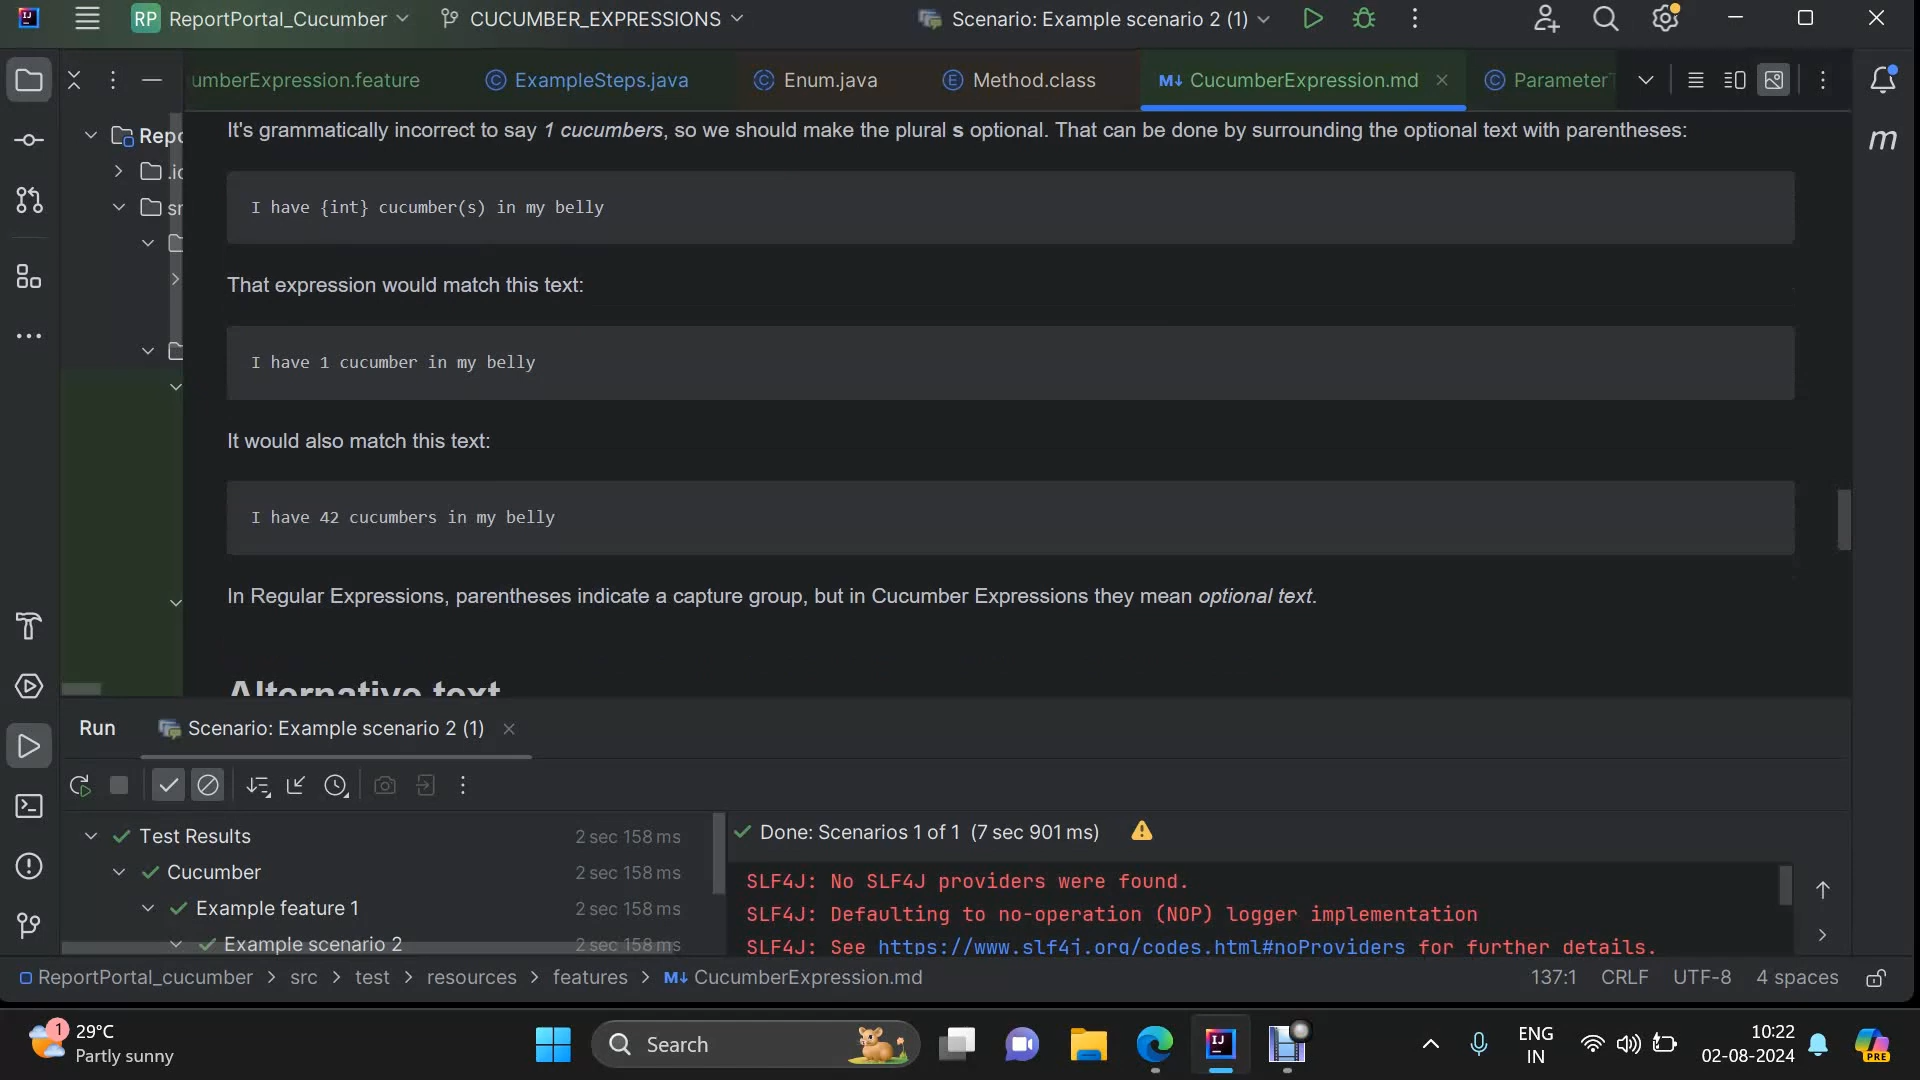 RP ReportPortal_Cucumber CUCUMBER_EXPRESSIONS Scenario: Example scenario 2 (1)
umberExpression.feature ExampleSteps.java Enum.java Method.class CucumberExpression.md Parameter
Repo
It's grammatically incorrect to say 1 cucumbers, so we should make the plural s optional. That can be done by surrounding the optional text with parentheses:
I have {int} cucumber(s) in my belly
That expression would match this text:
I have 1 cucumber in my belly
It would also match this text:
I have 42 cucumbers in my belly
In Regular Expressions, parentheses indicate a capture group, but in Cucumber Expressions they mean optional text.
Alternative text
Run Scenario: Example scenario 2 (1)
Test Results 2 sec 158 ms
Cucumber 2 sec 158 ms
Example feature 1 2 sec 158 ms
Example scenario 2 2 sec 158 ms
Done: Scenarios 1 of 1 (7 sec 901 ms)
SLF4J: No SLF4J providers were found.
SLF4J: Defaulting to no-operation (NOP) logger implementation
SLF4J: See https://www.slf4j.org/codes.html#noProviders for further details.
ReportPortal_cucumber > src > test > resources > features > CucumberExpression.md 137:1 CRLF UTF-8 4 spaces
1 29°C
Partly sunny
Search
ENG
IN
10:22
02-08-2024
PRE